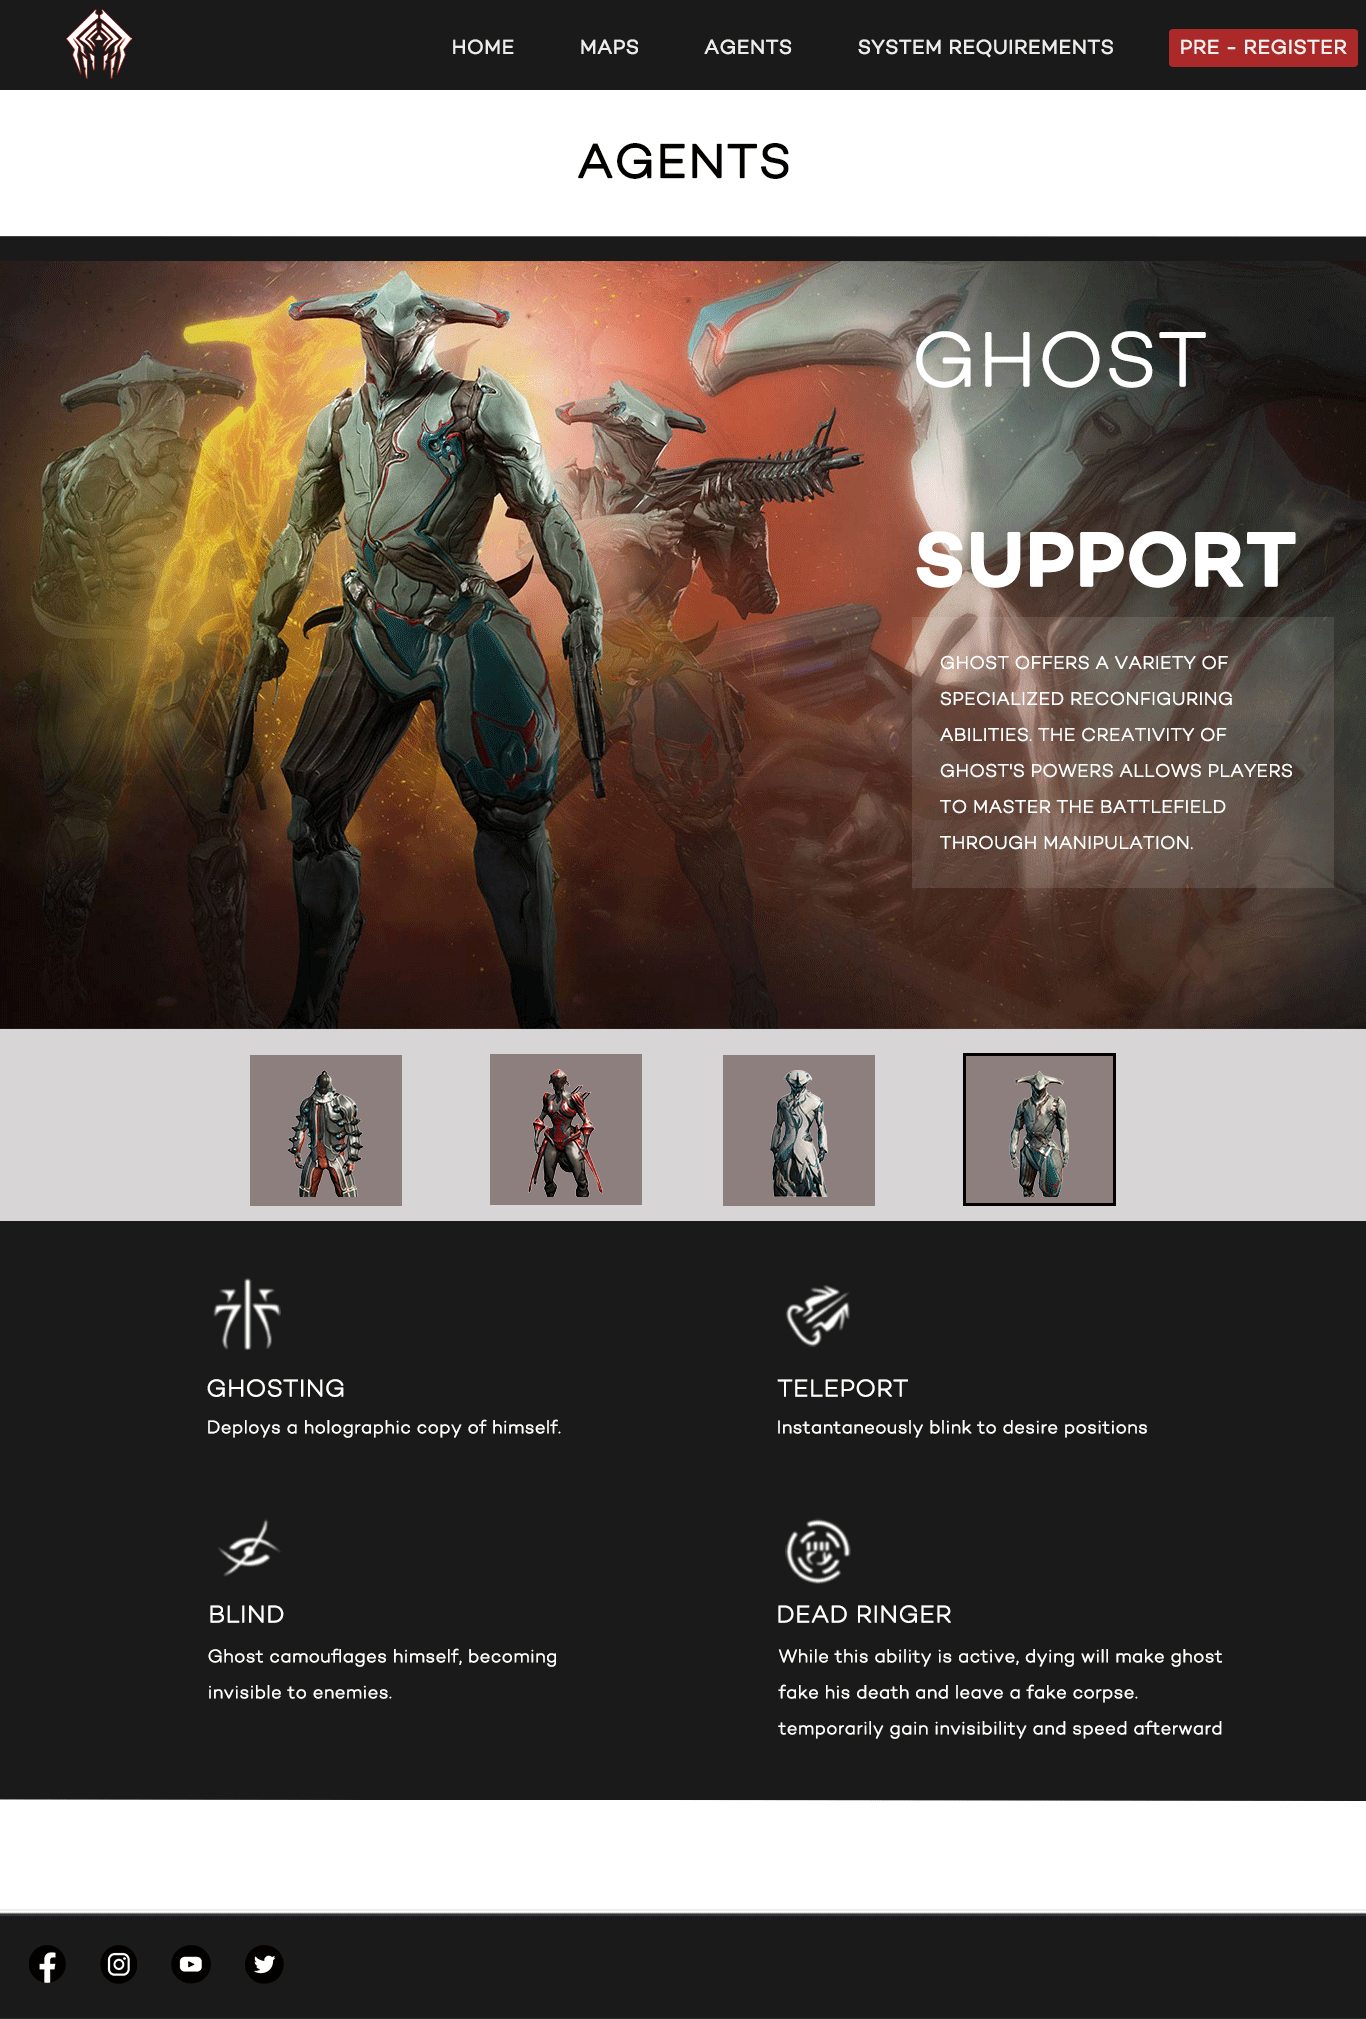 HOME MAPS AGENTS SYSTEM REQUIREMENTS PRE - REGISTER
AGENTS
GHOST
SUPPORT
GHOST OFFERS A VARIETY OF
SPECIALIZED RECONFIGURING
ABILITIES. THE CREATIVITY OF
GHOST'S POWERS ALLOWS PLAYERS
TO MASTER THE BATTLEFIELD
THROUGH MANIPULATION.
GHOSTING
Deploys a holographic copy of himself.
TELEPORT
Instantaneously blink to desire positions
BLIND
Ghost camouflages himself, becoming
invisible to enemies.
DEAD RINGER
While this ability is active, dying will make ghost
fake his death and leave a fake corpse.
temporarily gain invisibility and speed afterward